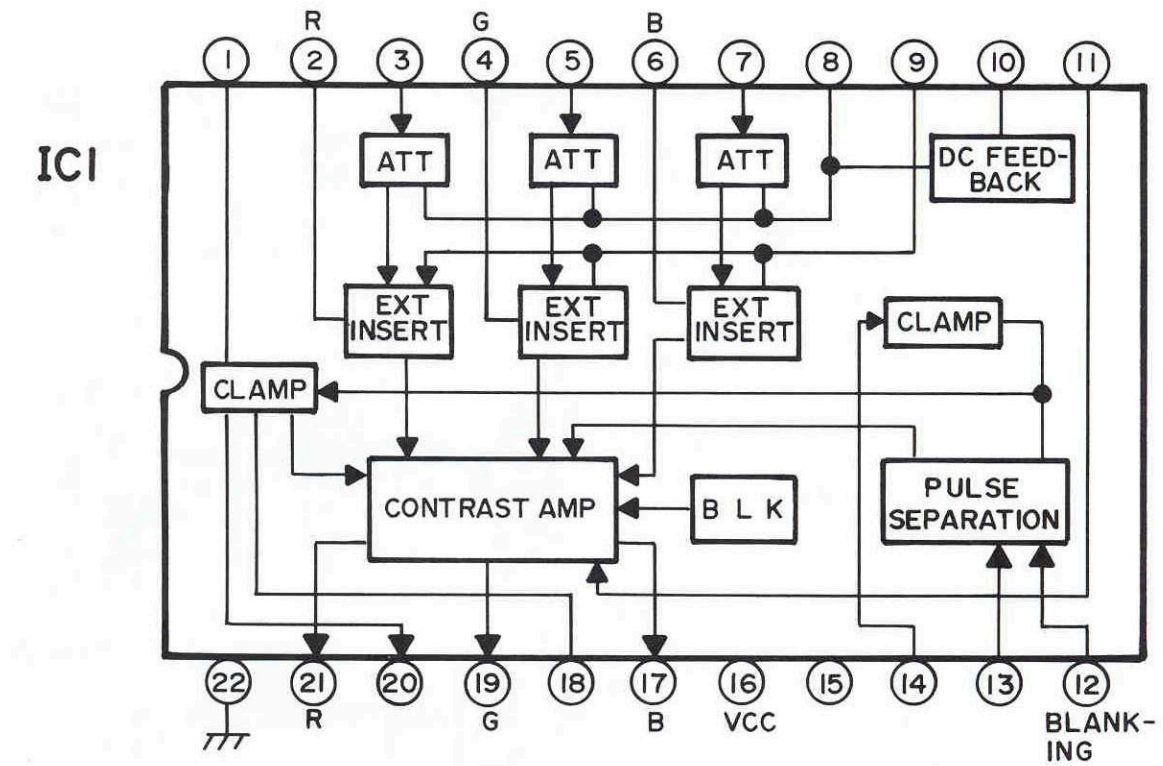 R G B
1 2 3 4 5 6 7 8 9 10 11
IC1
ATT ATT ATT DC FEED-
BACK
EXT
INSERT
EXT
INSERT
EXT
INSERT
CLAMP
CLAMP
CONTRAST AMP
B L K
PULSE
SEPARATION
22 21 20 19 18 17 16 15 14 13 12
R G B VCC BLANK-
ING